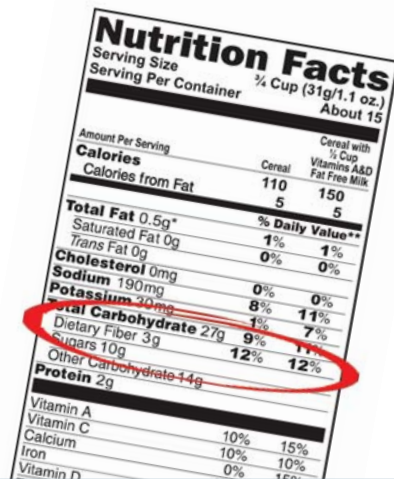 Nutrition Facts
Serving Size ¾ Cup (31g/1.1 oz.)
Serving Per Container About 15
Amount Per Serving Cereal Cereal with ½ Cup Vitamins A&D Fat Free Milk
Calories 110 150
Calories from Fat 5 5
% Daily Value**
Total Fat 0.5g* 1% 1%
Saturated Fat 0g 0% 0%
Trans Fat 0g
Cholesterol 0mg 0% 0%
Sodium 190mg 8% 11%
Potassium 30mg 1% 7%
Total Carbohydrate 27g 9% 11%
Dietary Fiber 3g 12% 12%
Sugars 10g
Other Carbohydrate 14g
Protein 2g
Vitamin A 10% 15%
Vitamin C 10% 10%
Calcium 0% 15%
Iron
Vitamin D